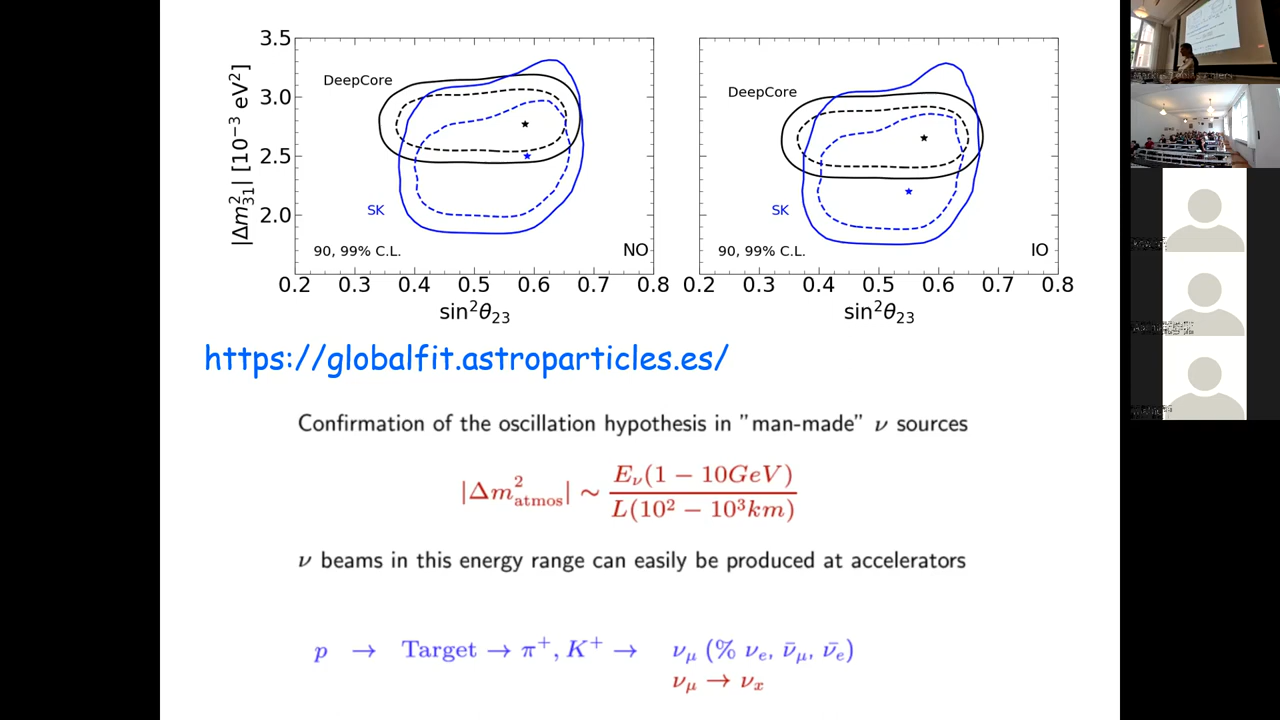 3.5
3.0
2.5
2.0
|Δm²₃₁| [10⁻³ eV²]
DeepCore
SK
90, 99% C.L.
NO
0.2 0.3 0.4 0.5 0.6 0.7 0.8
sin²θ₂₃
DeepCore
SK
90, 99% C.L.
IO
0.2 0.3 0.4 0.5 0.6 0.7 0.8
sin²θ₂₃
https://globalfit.astroparticles.es/
Confirmation of the oscillation hypothesis in "man-made" ν sources
|Δm²atmos| ∼ Eν(1 − 10GeV) / L(10² − 10³km)
ν beams in this energy range can easily be produced at accelerators
p → Target → π⁺, K⁺ → νμ (% νe, ν̄μ, ν̄e)
νμ → νx